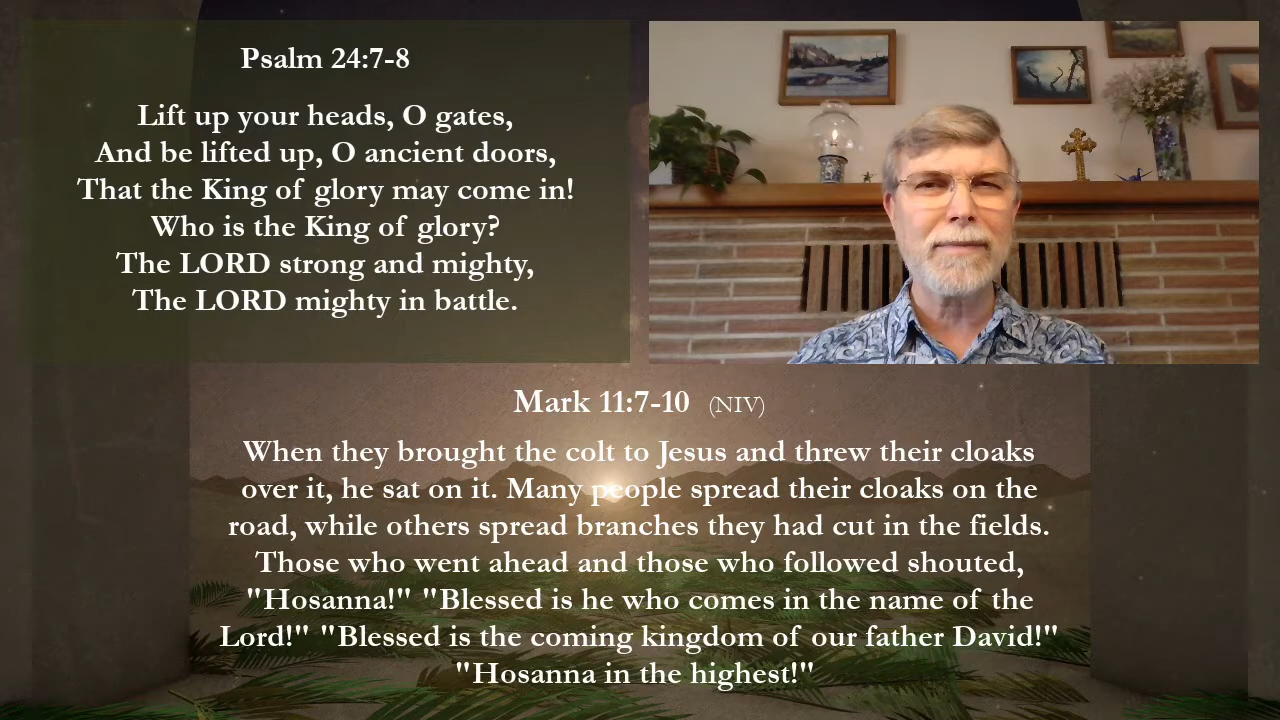 Psalm 24:7-8
Lift up your heads, O gates,
And be lifted up, O ancient doors,
That the King of glory may come in!
Who is the King of glory?
The LORD strong and mighty,
The LORD mighty in battle.
Mark 11:7-10 (NIV)
When they brought the colt to Jesus and threw their cloaks
over it, he sat on it. Many people spread their cloaks on the
road, while others spread branches they had cut in the fields.
Those who went ahead and those who followed shouted,
"Hosanna!" "Blessed is he who comes in the name of the
Lord!" "Blessed is the coming kingdom of our father David!"
"Hosanna in the highest!"